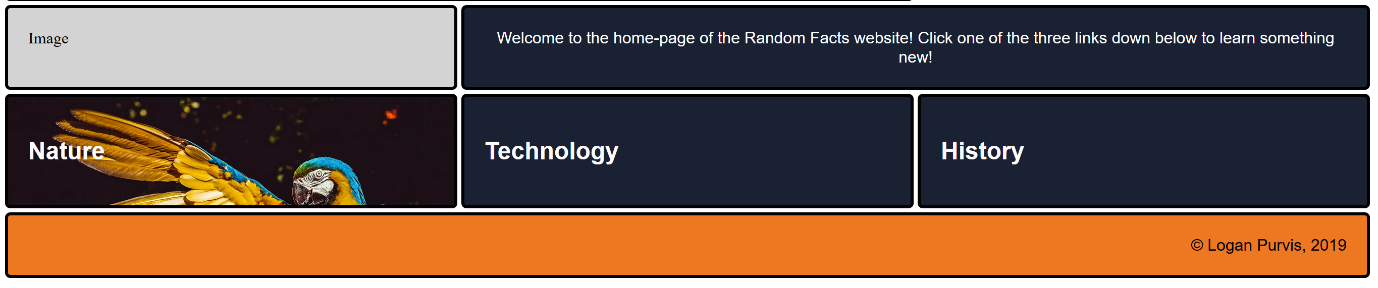 Image
Welcome to the home-page of the Random Facts website! Click one of the three links down below to learn something
new!
Nature
Technology
History
© Logan Purvis, 2019